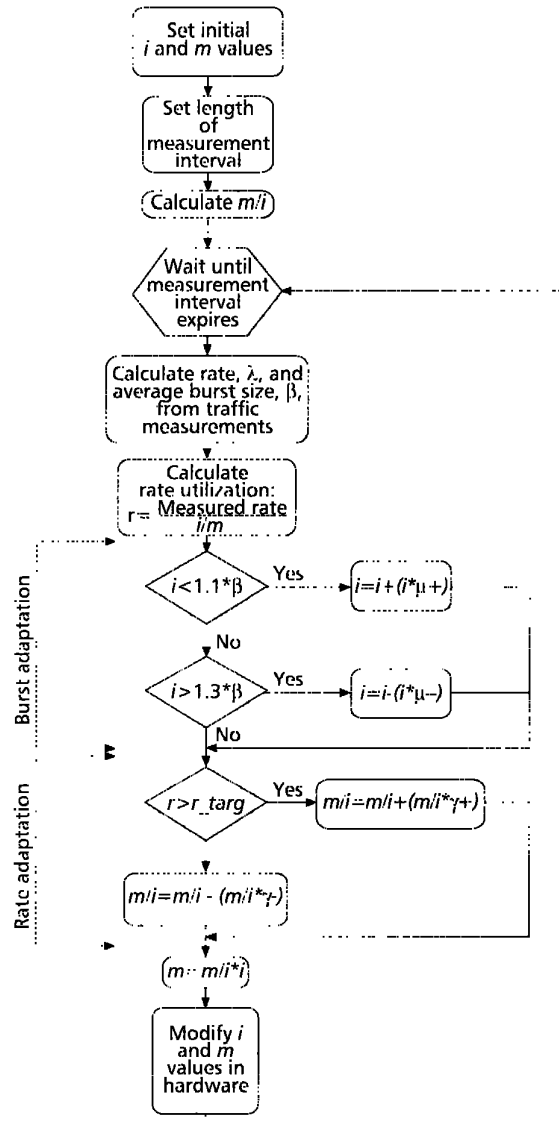 Set initial
i and m values
Set length
of
measurement
interval
Calculate m/i
Wait until
measurement
interval
expires
Calculate rate, λ, and
average burst size, β,
from traffic
measurements
Calculate
rate utilization:
r= Measured rate
i/m
Burst adaptation
i<1.1*β
Yes
i=i+(i*μ+)
No
i>1.3*β
Yes
i=i-(i*μ-)
No
Rate adaptation
r>r_targ
Yes
m/i=m/i+(m/i*γ+)
m/i=m/i - (m/i*γ-)
m= m/i*i
Modify i
and m
values in
hardware